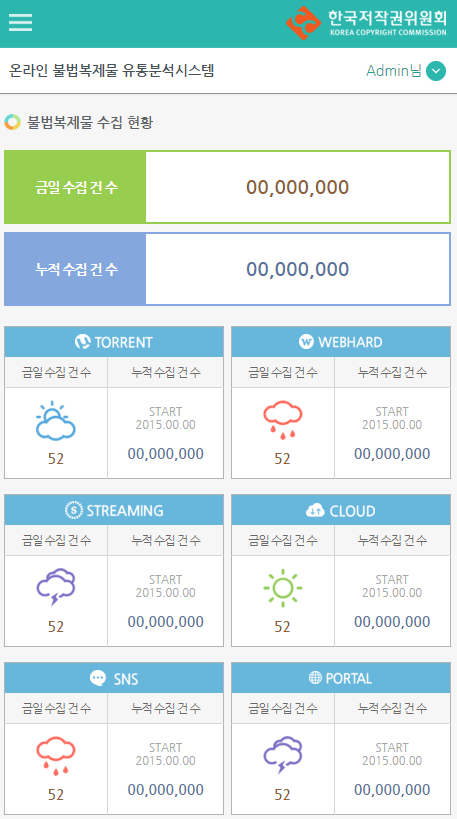 한국저작권위원회
KOREA COPYRIGHT COMMISSION
온라인 불법복제물 유통분석시스템
Admin님
불법복제물 수집 현황
금일 수집 건 수
00,000,000
누적 수집 건 수
00,000,000
TORRENT
금일 수집 건 수
누적 수집 건 수
52
START
2015.00.00
00,000,000
WEBHARD
금일 수집 건 수
누적 수집 건 수
52
START
2015.00.00
00,000,000
STREAMING
금일 수집 건 수
누적 수집 건 수
52
START
2015.00.00
00,000,000
CLOUD
금일 수집 건 수
누적 수집 건 수
52
START
2015.00.00
00,000,000
SNS
금일 수집 건 수
누적 수집 건 수
52
START
2015.00.00
00,000,000
PORTAL
금일 수집 건 수
누적 수집 건 수
52
START
2015.00.00
00,000,000